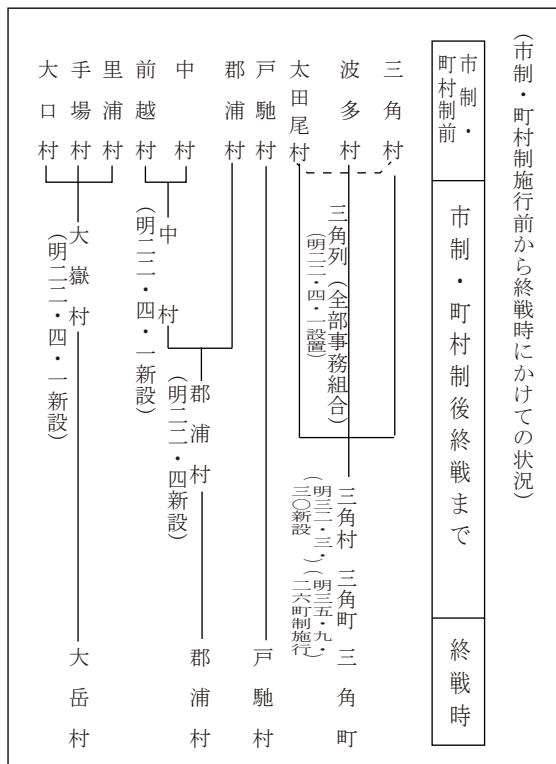 （市制・町村制施行前から終戦時にかけての状況）
市制・
町村制前
市制・町村制後終戦まで
終戦時
三角村
波多村
太田尾村
三角列（全部事務組合）
（明二二・四・一設置）
三角村
（明三二・三・
三〇新設）
三角町
（明三五・九・
二六町制施行）
三角町
戸馳村
戸馳村
郡浦村
中村
前越村
中村
（明二二・四・一新設）
郡浦村
（明二二・四新設）
郡浦村
里浦村
手場村
大口村
大嶽村
（明二二・四・一新設）
大岳村